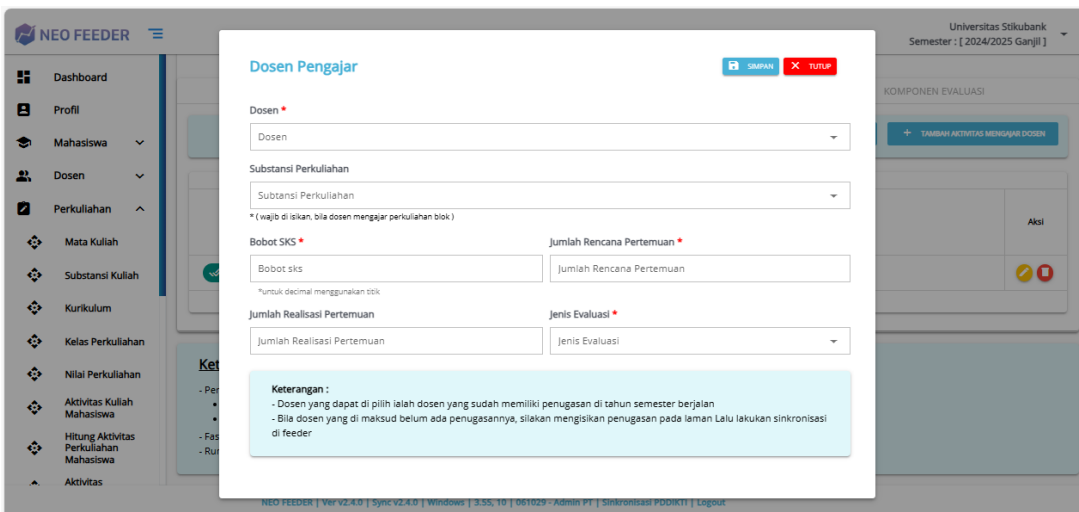 NEO FEEDER
Universitas Stikubank
Semester : [ 2024/2025 Ganjil ]
Dashboard
Profil
Mahasiswa
Dosen
Perkuliahan
Mata Kuliah
Substansi Kuliah
Kurikulum
Kelas Perkuliahan
Nilai Perkuliahan
Aktivitas Kuliah
Mahasiswa
Hitung Aktivitas
Perkuliahan
Mahasiswa
Aktivitas
KOMPONEN EVALUASI
+ TAMBAH AKTIVITAS MENGAJAR DOSEN
Aksi
Dosen Pengajar
SIMPAN
X TUTUP
Dosen *
Dosen
Substansi Perkuliahan
Subtansi Perkuliahan
* ( wajib di isikan, bila dosen mengajar perkuliahan blok )
Bobot SKS *
Jumlah Rencana Pertemuan *
Bobot sks
Jumlah Rencana Pertemuan
*untuk decimal menggunakan titik
Jumlah Realisasi Pertemuan
Jenis Evaluasi *
Jumlah Realisasi Pertemuan
Jenis Evaluasi
Keterangan :
- Dosen yang dapat di pilih ialah dosen yang sudah memiliki penugasan di tahun semester berjalan
- Bila dosen yang di maksud belum ada penugasannya, silakan mengisikan penugasan pada laman Lalu lakukan sinkronisasi
di feeder
NEO FEEDER | Ver v2.4.0 | Sync v2.4.0 | Windows | 3.55, 10 | 061029 - Admin PT | Sinkronisasi PDDIKTI | Logout